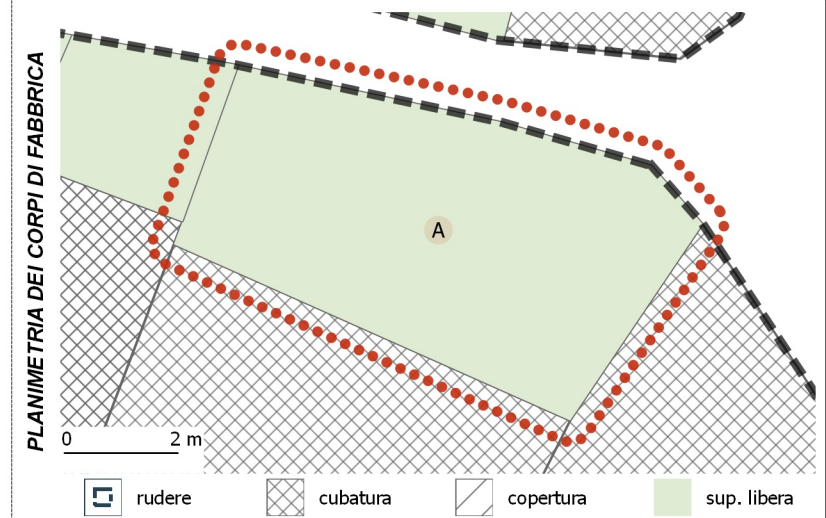 PLANIMETRIA DEI CORPI DI FABBRICA
A
0 2 m
rudere cubatura copertura sup. libera